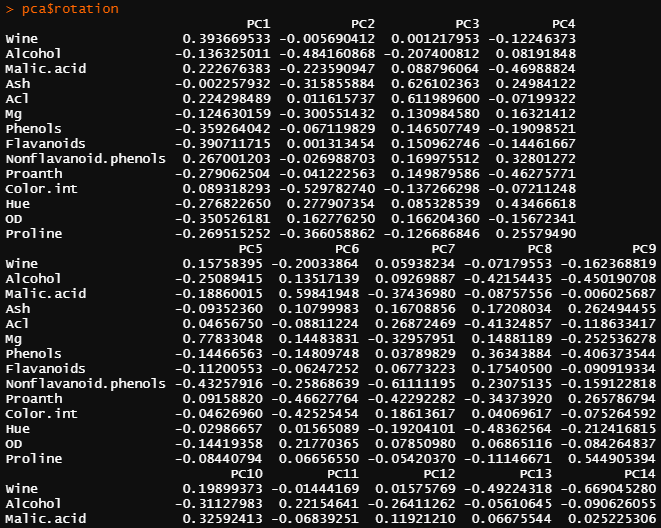 > pca$rotation
PC1 PC2 PC3 PC4
Wine 0.393669533 -0.005690412 0.001217953 -0.12246373
Alcohol -0.136325011 -0.484160868 -0.207400812 0.08191848
Malic.acid 0.222676383 -0.223590947 0.088796064 -0.46988824
Ash -0.002257932 -0.315855884 0.626102363 0.24984122
Acl 0.224298489 0.011615737 0.611989600 -0.07199322
Mg -0.124630159 -0.300551432 0.130984580 0.16321412
Phenols -0.359264042 -0.067119829 0.146507749 -0.19098521
Flavanoids -0.390711715 0.001313454 0.150962746 -0.14461667
Nonflavanoid.phenols 0.267001203 -0.026988703 0.169975512 0.32801272
Proanth -0.279062504 -0.041222563 0.149879586 -0.46275771
Color.int 0.089318293 -0.529782740 -0.137266298 -0.07211248
Hue -0.276822650 0.277907354 0.085328539 0.43466618
OD -0.350526181 0.162776250 0.166204360 -0.15672341
Proline -0.269515252 -0.366058862 -0.126686846 0.25579490
PC5 PC6 PC7 PC8 PC9
Wine 0.15758395 -0.20033864 0.05938234 -0.07179553 -0.162368819
Alcohol -0.25089415 0.13517139 0.09269887 -0.42154435 -0.450190708
Malic.acid -0.18860015 0.59841948 -0.37436980 -0.08757556 -0.006025687
Ash -0.09352360 0.10799983 0.16708856 0.17208034 0.262494455
Acl 0.04656750 -0.08811224 0.26872469 -0.41324857 -0.118633417
Mg 0.77833048 0.14483831 -0.32957951 0.14881189 -0.252536278
Phenols -0.14466563 -0.14809748 0.03789829 0.36343884 -0.406373544
Flavanoids -0.11200553 -0.06247252 0.06773223 0.17540500 -0.090919334
Nonflavanoid.phenols -0.43257916 -0.25868639 -0.61111195 0.23075135 -0.159122818
Proanth 0.09158820 -0.46627764 -0.42292282 -0.34373920 0.265786794
Color.int -0.04626960 -0.42525454 0.18613617 0.04069617 -0.075264592
Hue -0.02986657 0.01565089 -0.19204101 -0.48362564 -0.212416815
OD -0.14419358 0.21770365 0.07850980 0.06865116 -0.084264837
Proline -0.08440794 0.06656550 -0.05420370 -0.11146671 0.544905394
PC10 PC11 PC12 PC13 PC14
Wine 0.19899373 -0.01444169 0.01575769 -0.49224318 -0.669045280
Alcohol -0.31127983 0.22154641 -0.26411262 -0.05610645 -0.090626055
Malic.acid 0.32592413 -0.06839251 0.11921210 0.06675544 0.025225306